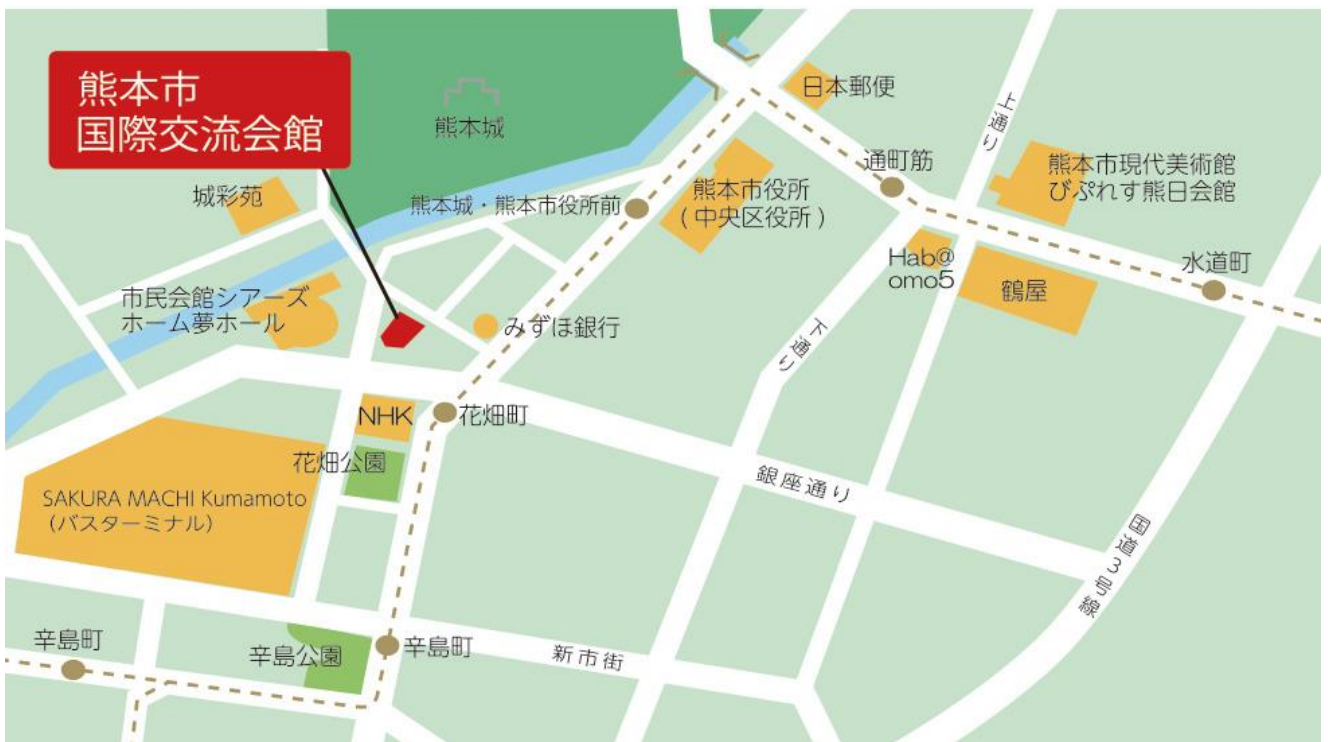 熊本市
国際交流会館
熊本城
日本郵便
上通り
通町筋
熊本市現代美術館
びぷれす熊日会館
城彩苑
熊本城・熊本市役所前
熊本市役所
(中央区役所)
Hab@
omo5
鶴屋
水道町
市民会館シアーズ
ホーム夢ホール
みずほ銀行
下通り
NHK
花畑町
花畑公園
銀座通り
SAKURA MACHI Kumamoto
(バスターミナル)
国道3号線
辛島町
辛島公園
辛島町
新市街